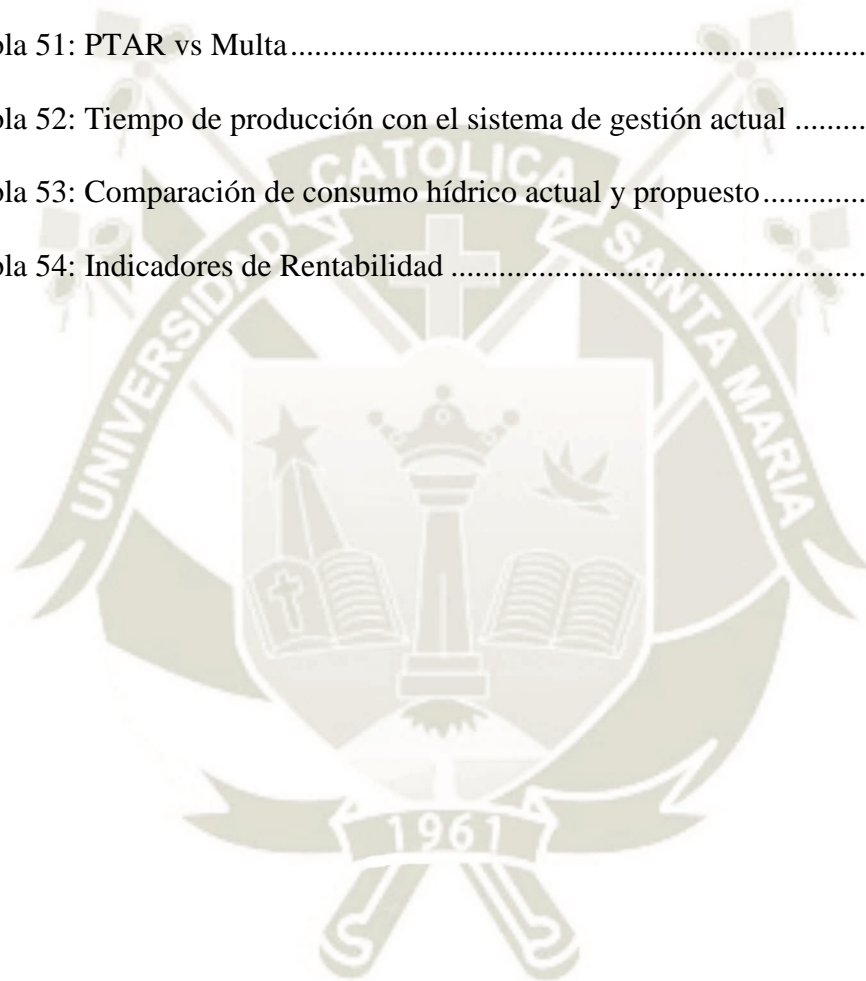 bla 51: PTAR vs Multa
bla 52: Tiempo de producción con el sistema de gestión actual
bla 53: Comparación de consumo hídrico actual y propuesto
bla 54: Indicadores de Rentabilidad
UNIVERSIDAD CATOLICA SANTA MARIA
1961